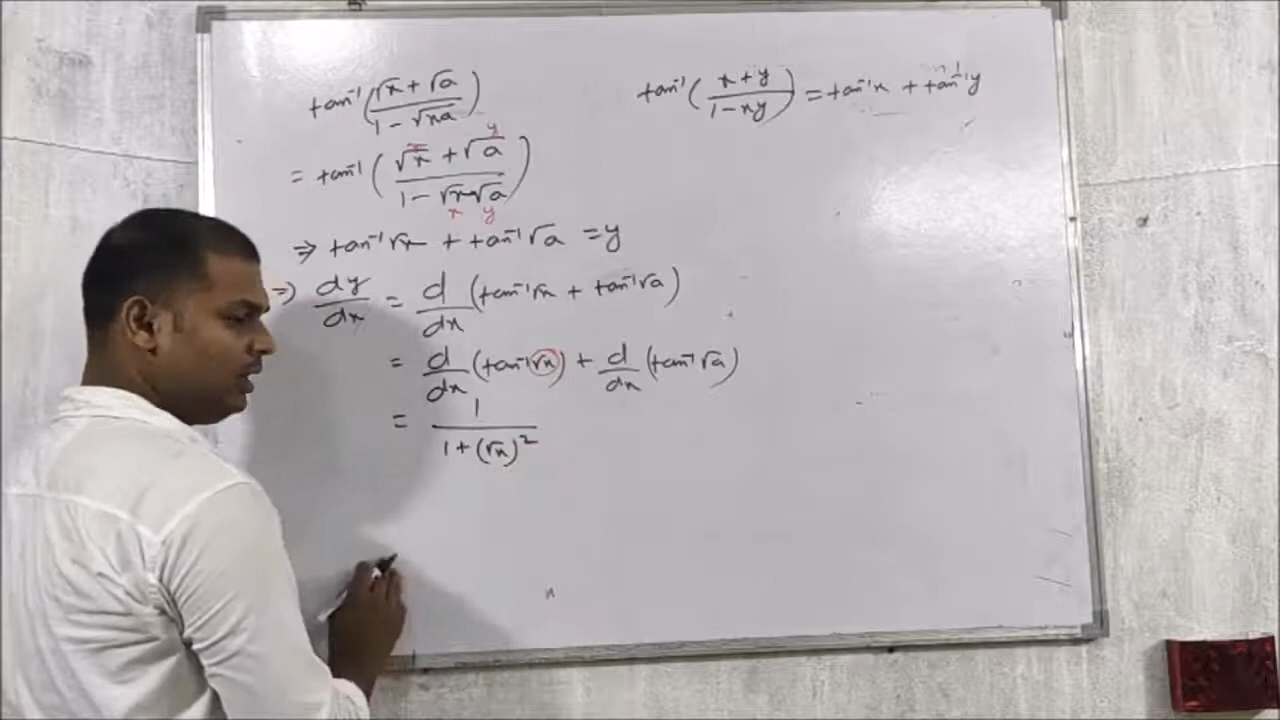 tan⁻¹((√x + √a)/(1 - √xa))
tan⁻¹((x + y)/(1 - xy)) = tan⁻¹x + tan⁻¹y
= tan⁻¹((√x + √a)/(1 - √x√a))
x y
x y
⇒ tan⁻¹√x + tan⁻¹√a = y
⇒ dy/dx = d/dx (tan⁻¹√x + tan⁻¹√a)
= d/dx (tan⁻¹√x) + d/dx (tan⁻¹√a)
= 1/(1 + (√x)²)